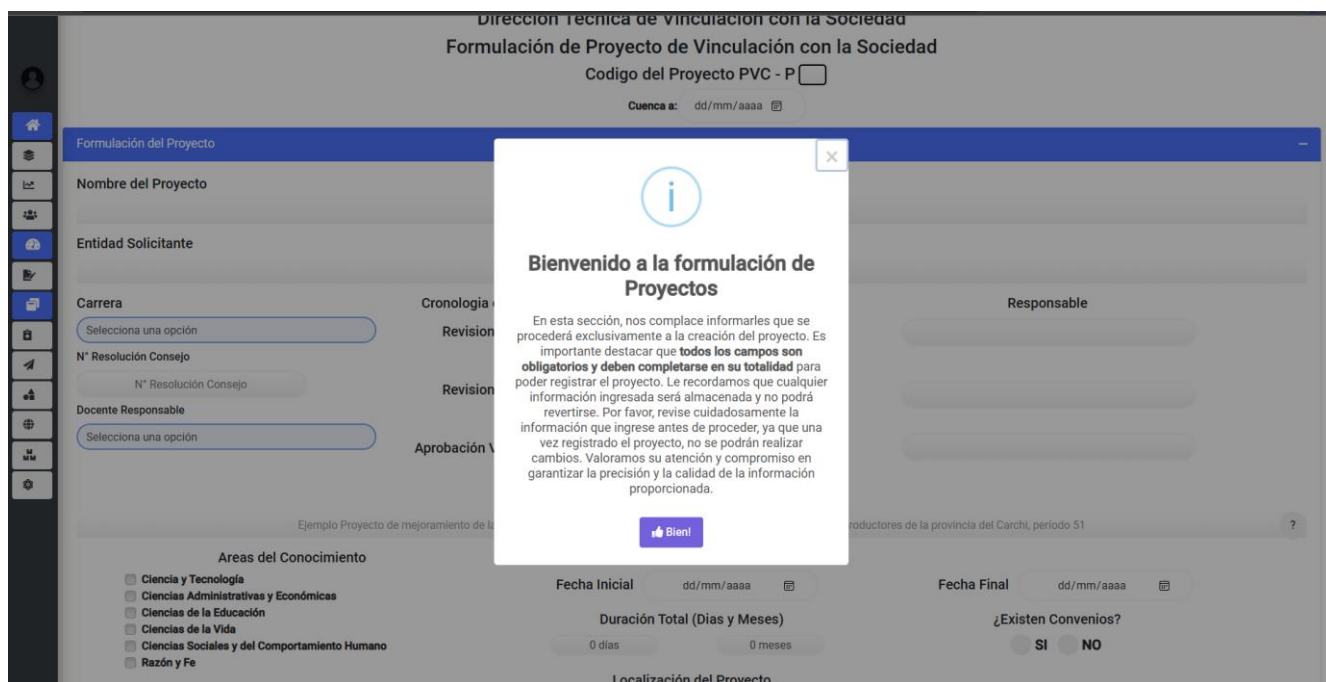 Dirección Técnica de Vinculación con la Sociedad
Formulación de Proyecto de Vinculación con la Sociedad
Codigo del Proyecto PVC - P
Cuenca a: dd/mm/aaaa
Formulación del Proyecto
Nombre del Proyecto
Entidad Solicitante
Carrera
Selecciona una opción
N° Resolución Consejo
N° Resolución Consejo
Docente Responsable
Selecciona una opción
Cronologia
Revision
Revision
Aprobación
Responsable
Bienvenido a la formulación de
Proyectos
En esta sección, nos complace informarles que se
procederá exclusivamente a la creación del proyecto. Es
importante destacar que todos los campos son
obligatorios y deben completarse en su totalidad para
poder registrar el proyecto. Le recordamos que cualquier
información ingresada será almacenada y no podrá
revertirse. Por favor, revise cuidadosamente la
información que ingrese antes de proceder, ya que una
vez registrado el proyecto, no se podrán realizar
cambios. Valoramos su atención y compromiso en
garantizar la precisión y la calidad de la información
proporcionada.
Bien!
Ejemplo Proyecto de mejoramiento de la
productores de la provincia del Carchi, período 51
?
Areas del Conocimiento
Ciencia y Tecnología
Ciencias Administrativas y Económicas
Ciencias de la Educación
Ciencias de la Vida
Ciencias Sociales y del Comportamiento Humano
Razón y Fe
Fecha Inicial dd/mm/aaaa
Fecha Final dd/mm/aaaa
Duración Total (Dias y Meses)
0 días 0 meses
¿Existen Convenios?
SI NO
Localización del Proyecto